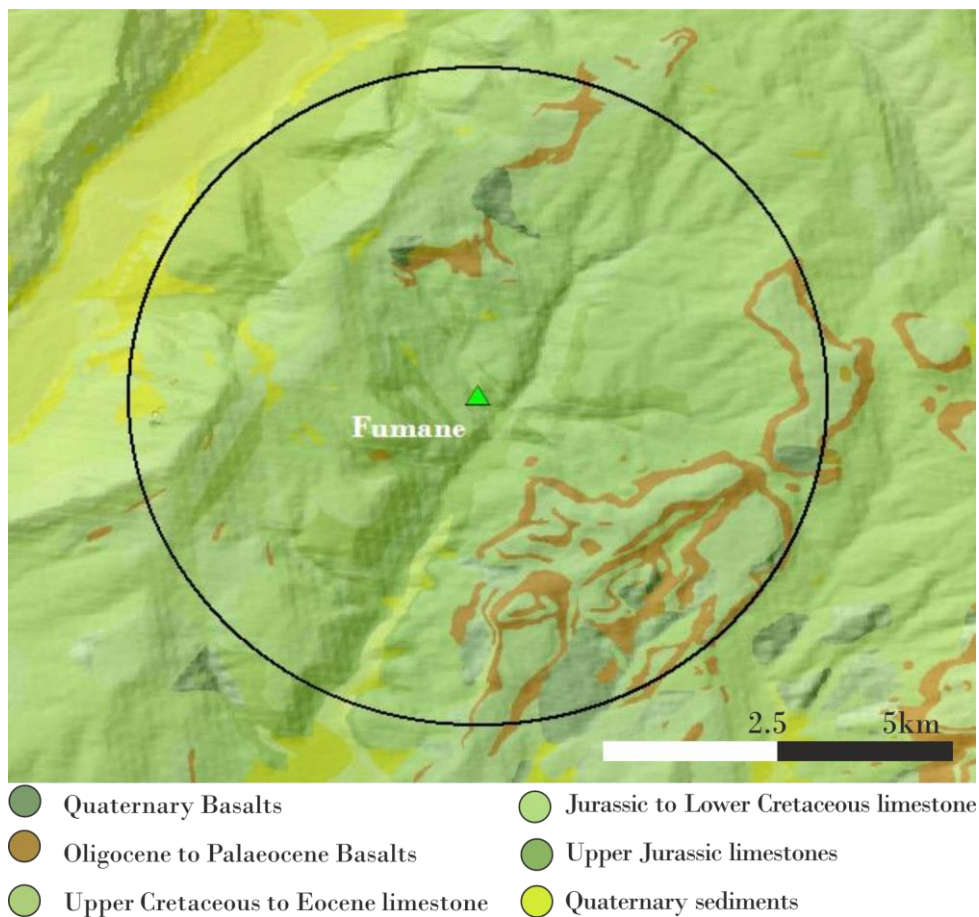 Fumane
2.5 5km
Quaternary Basalts
Oligocene to Palaeocene Basalts
Upper Cretaceous to Eocene limestone
Jurassic to Lower Cretaceous limestone
Upper Jurassic limestones
Quaternary sediments